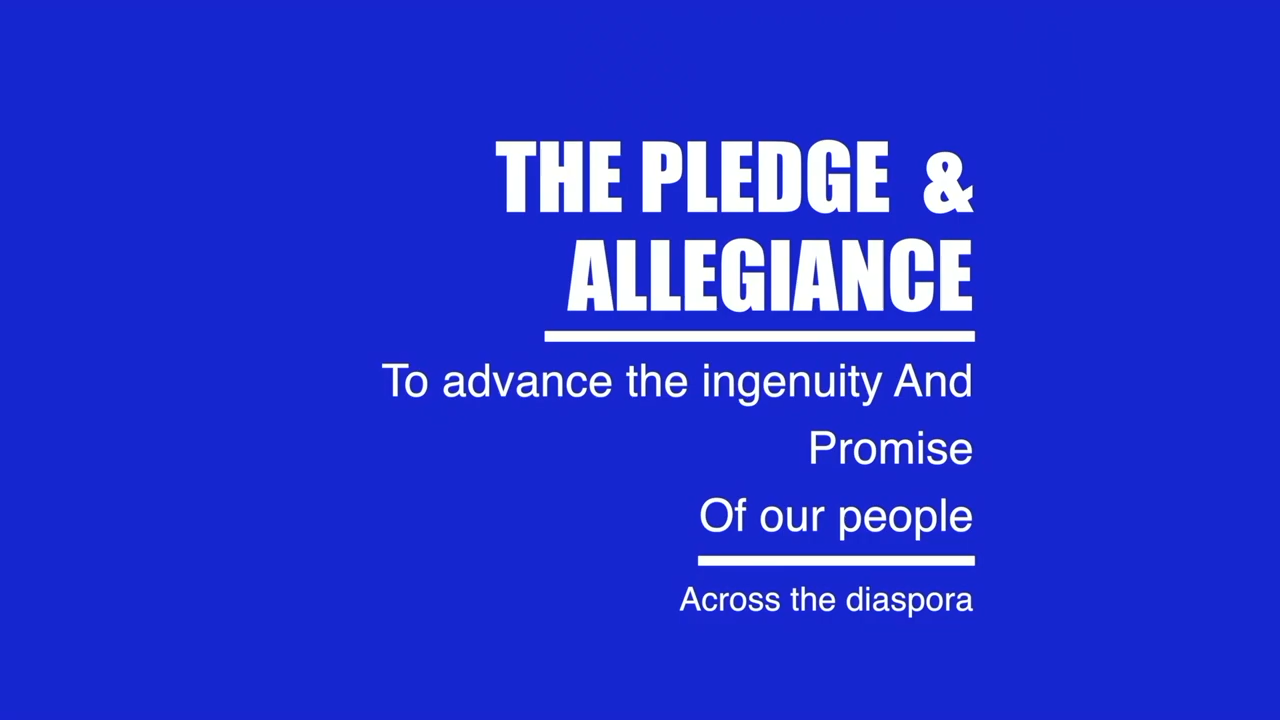 THE PLEDGE &
ALLEGIANCE
To advance the ingenuity And
Promise
Of our people
Across the diaspora